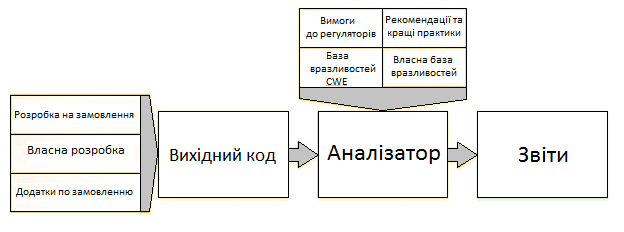 Вимоги
до регуляторів
Рекомендації та
кращі практики
База
вразливостей
CWE
Власна база
вразливостей
Розробка на замовлення
Власна розробка
Додатки по замовленню
Вихідний код
Аналізатор
Звіти